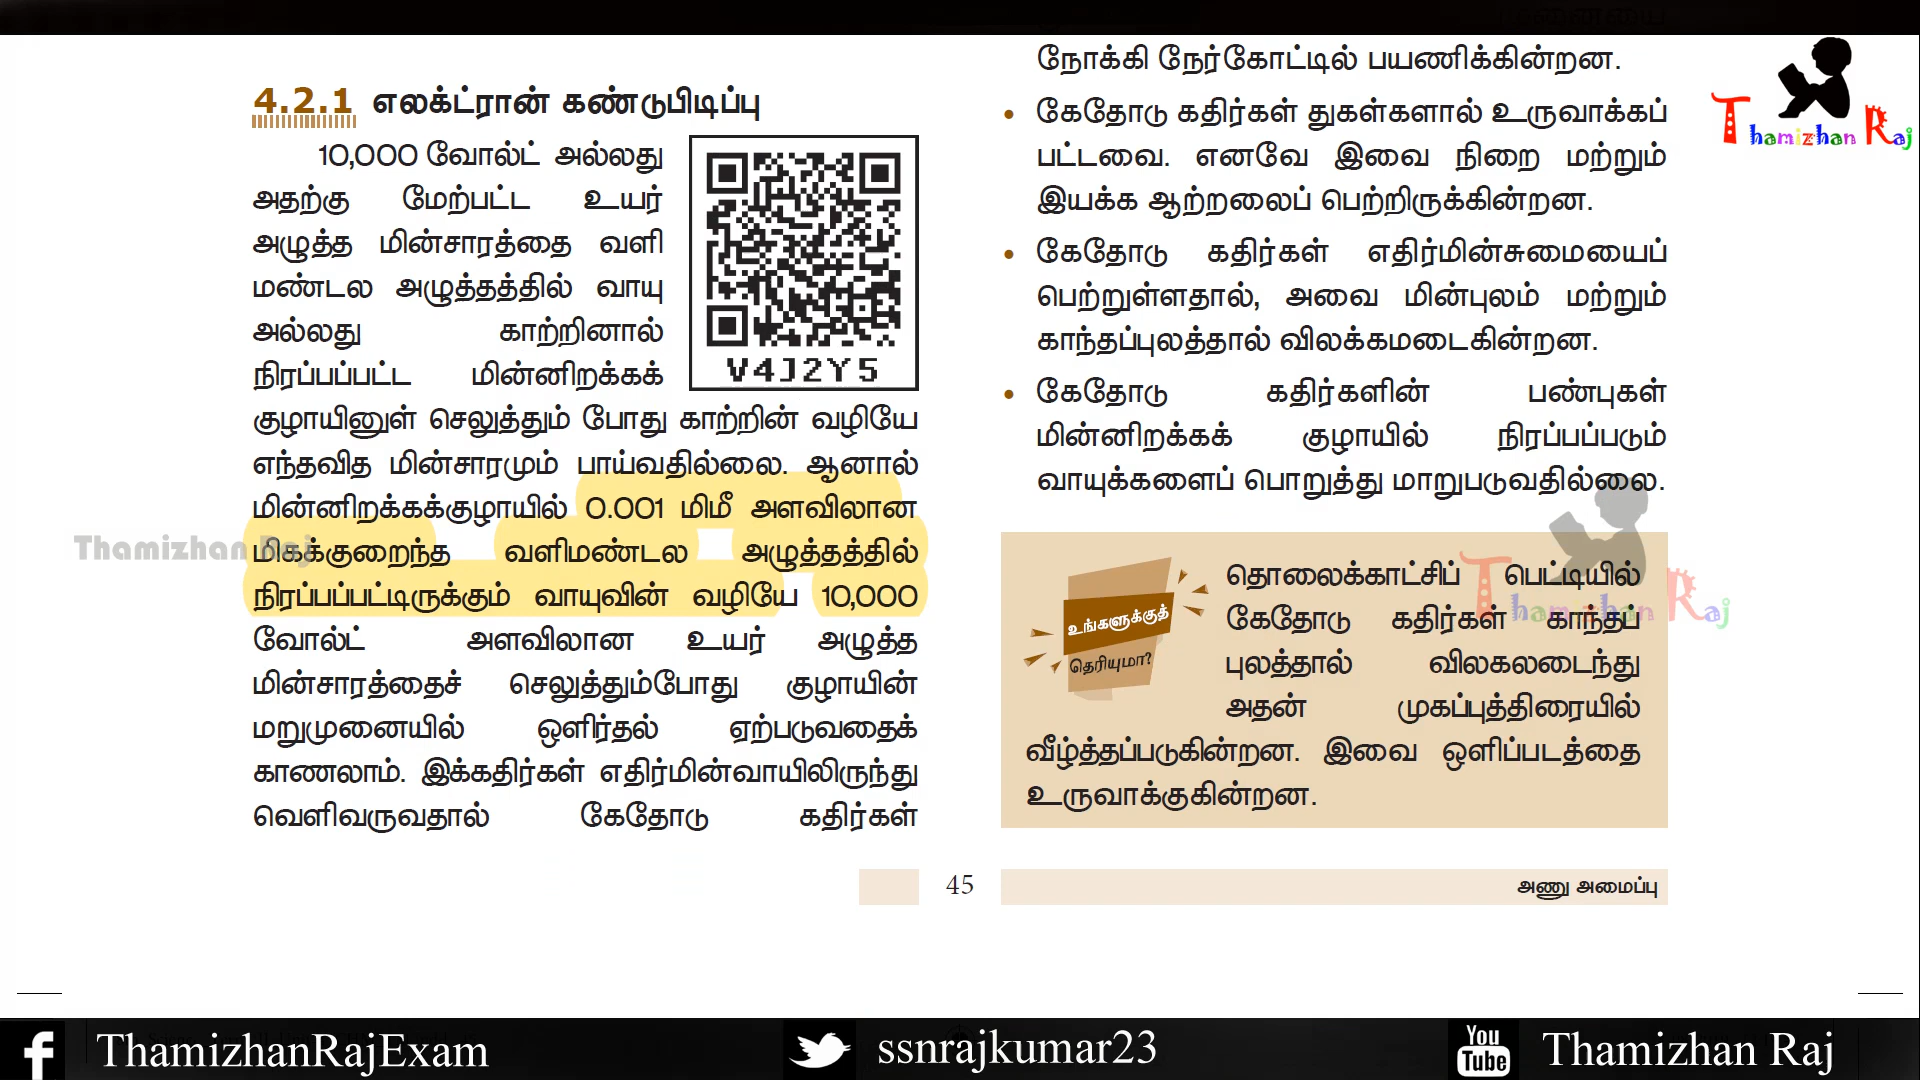 4.2.1 எலக்ட்ரான் கண்டுபிடிப்பு
10,000 வோல்ட் அல்லது
அதற்கு மேற்பட்ட உயர்
அழுத்த மின்சாரத்தை வளி
மண்டல அழுத்தத்தில் வாயு
அல்லது காற்றினால்
நிரப்பப்பட்ட மின்னிறக்கக்
குழாயினுள் செலுத்தும் போது காற்றின் வழியே
எந்தவித மின்சாரமும் பாய்வதில்லை. ஆனால்
மின்னிறக்கக்குழாயில் 0.001 மிமீ அளவிலான
மிகக்குறைந்த வளிமண்டல அழுத்தத்தில்
நிரப்பப்பட்டிருக்கும் வாயுவின் வழியே 10,000
வோல்ட் அளவிலான உயர் அழுத்த
மின்சாரத்தைச் செலுத்தும்போது குழாயின்
மறுமுனையில் ஒளிர்தல் ஏற்படுவதைக்
காணலாம். இக்கதிர்கள் எதிர்மின்வாயிலிருந்து
வெளிவருவதால் கேதோடு கதிர்கள்
V4J2Y5
நோக்கி நேர்கோட்டில் பயணிக்கின்றன.
• கேதோடு கதிர்கள் துகள்களால் உருவாக்கப்
பட்டவை. எனவே இவை நிறை மற்றும்
இயக்க ஆற்றலைப் பெற்றிருக்கின்றன.
• கேதோடு கதிர்கள் எதிர்மின்சுமையைப்
பெற்றுள்ளதால், அவை மின்புலம் மற்றும்
காந்தப்புலத்தால் விலக்கமடைகின்றன.
• கேதோடு கதிர்களின் பண்புகள்
மின்னிறக்கக் குழாயில் நிரப்பப்படும்
வாயுக்களைப் பொறுத்து மாறுபடுவதில்லை.
உங்களுக்குத்
தெரியுமா?
தொலைக்காட்சிப் பெட்டியில்
கேதோடு கதிர்கள் காந்தப்
புலத்தால் விலகலடைந்து
அதன் முகப்புத்திரையில்
வீழ்த்தப்படுகின்றன. இவை ஒளிப்படத்தை
உருவாக்குகின்றன.
45
அணு அமைப்பு
Thamizhan Raj
Thamizhan Raj
Thamizhan Raj
ThamizhanRajExam
ssnrajkumar23
You Tube
Thamizhan Raj